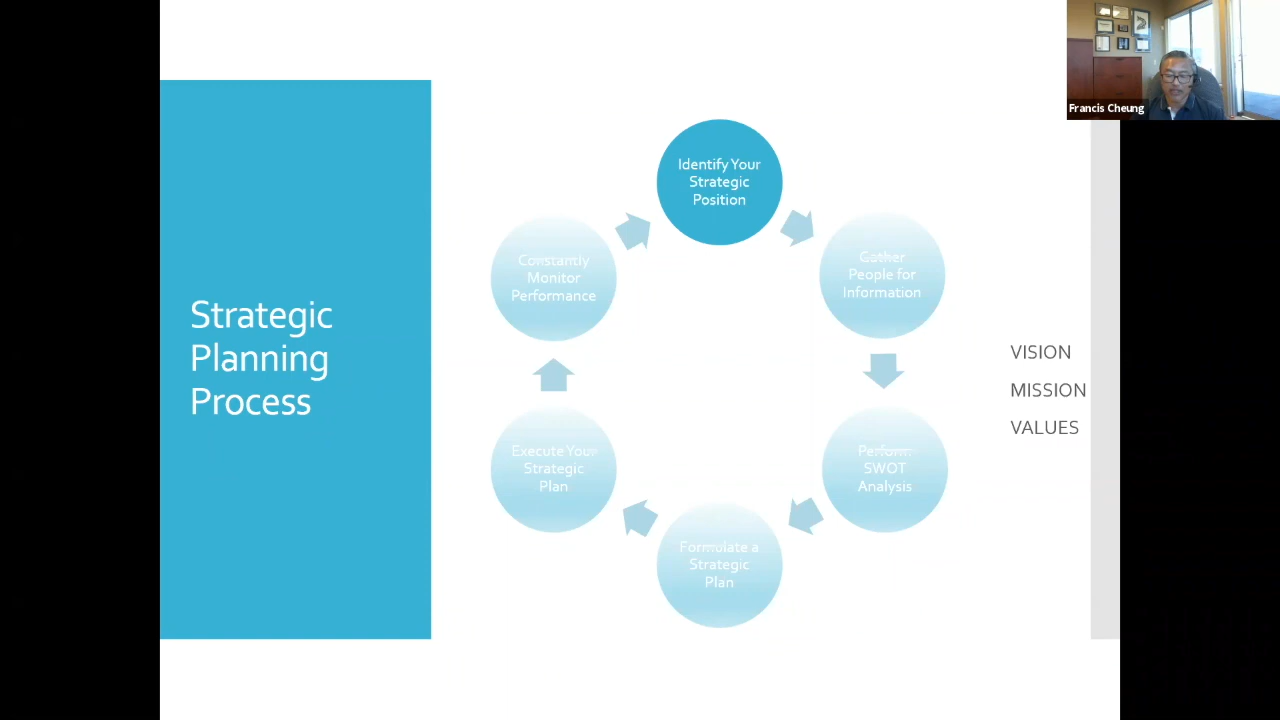 Francis Cheung
Strategic
Planning
Process
Identify Your
Strategic
Position
Gather
People for
Information
Perform
SWOT
Analysis
Formulate a
Strategic
Plan
Execute Your
Strategic
Plan
Constantly
Monitor
Performance
VISION
MISSION
VALUES